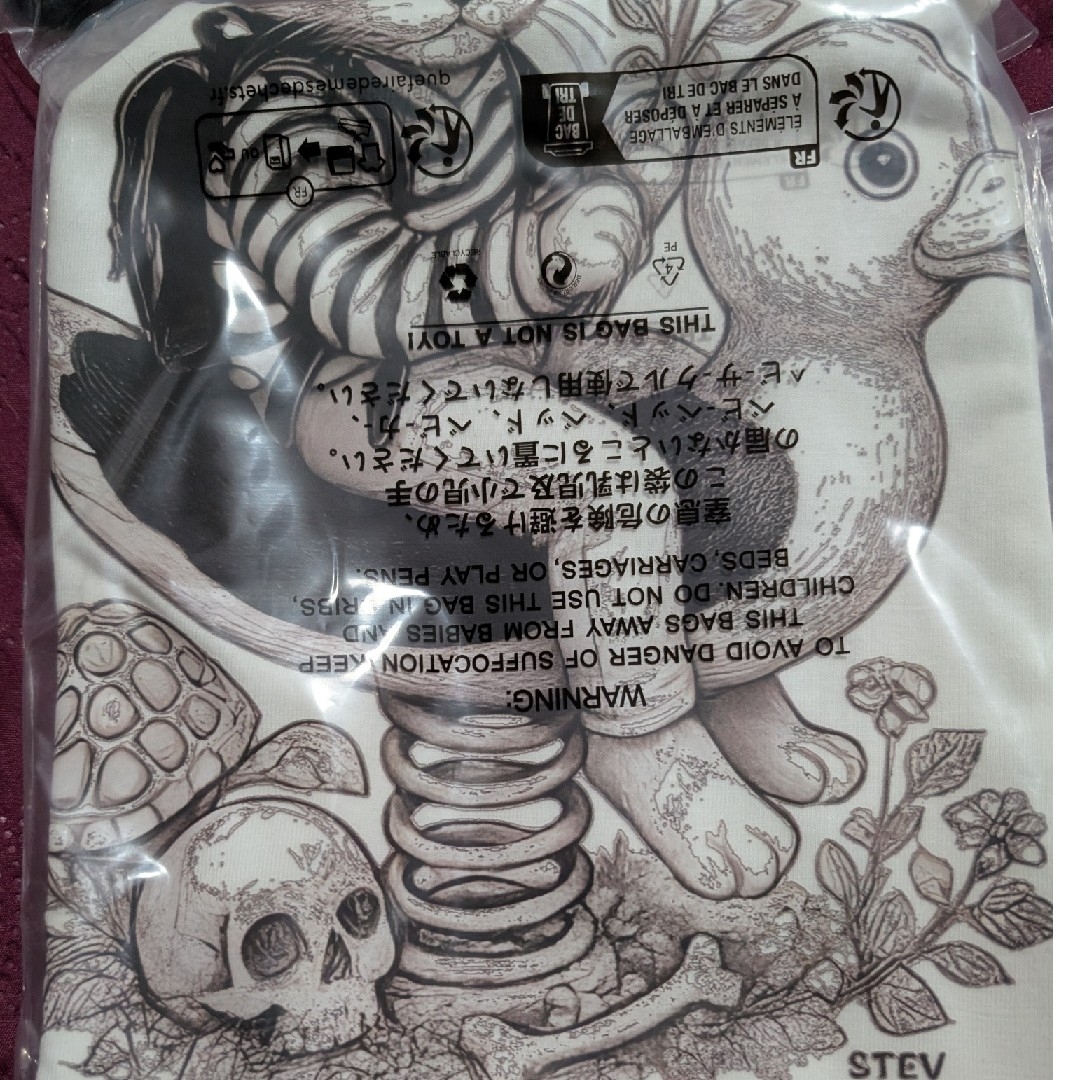 WARNING:
TO AVOID DANGER OF SUFFOCATION KEEP
THIS BAGS AWAY FROM BABIES AND
CHILDREN. DO NOT USE THIS BAG IN CRIBS,
BEDS, CARRIAGES, OR PLAY PENS.
窒息の危険を避けるため、
この袋は乳児及で小児の手
の届かないところに置いてください。
ベビーベッド、ベッド、ベビーカー、
ベビーサークルで使用しないでください。
THIS BAG IS NOT A TOY!
4
PE
RECYCLABLE
FR
ÉLÉMENTS D'EMBALLAGE
À SÉPARER ET À DÉPOSER
DANS LE BAC DE TRI
BAC
DE
TRI
FR
OU
quefairedemesdechets.fr
STEV